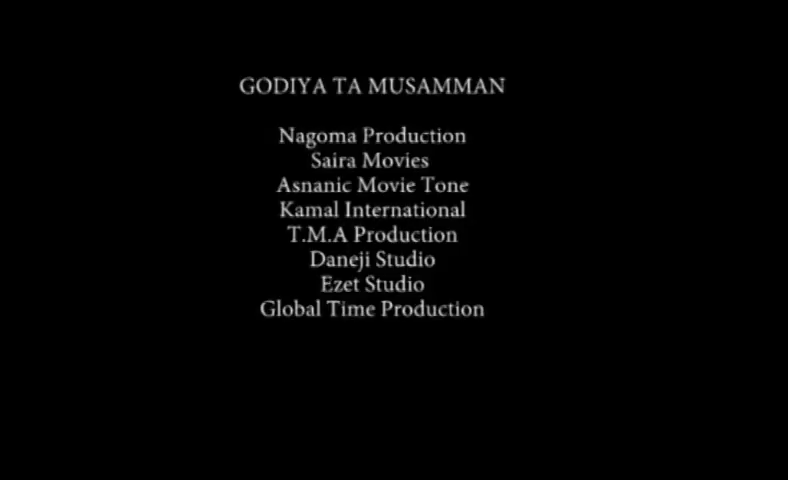 GODIYA TA MUSAMMAN
Nagoma Production
Saira Movies
Asnanic Movie Tone
Kamal International
T.M.A Production
Daneji Studio
Ezet Studio
Global Time Production